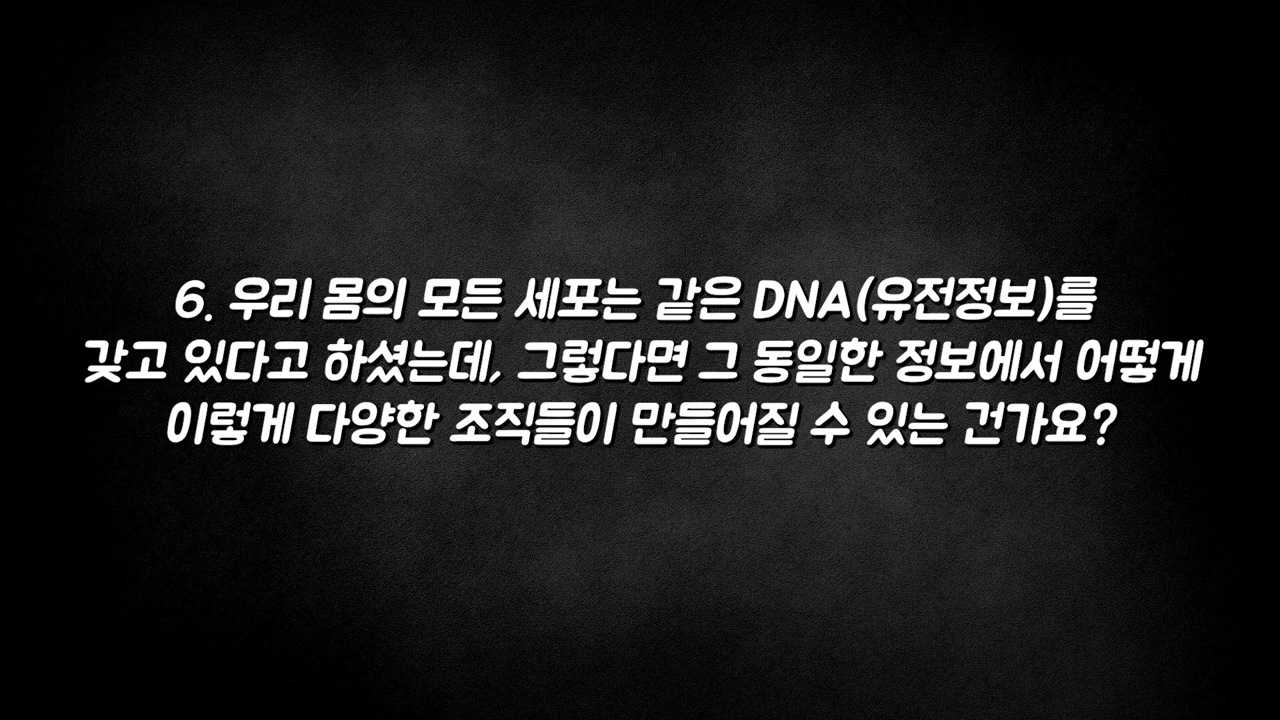 6. 우리 몸의 모든 세포는 같은 DNA(유전정보)를
갖고 있다고 하셨는데, 그렇다면 그 동일한 정보에서 어떻게
이렇게 다양한 조직들이 만들어질 수 있는 건가요?